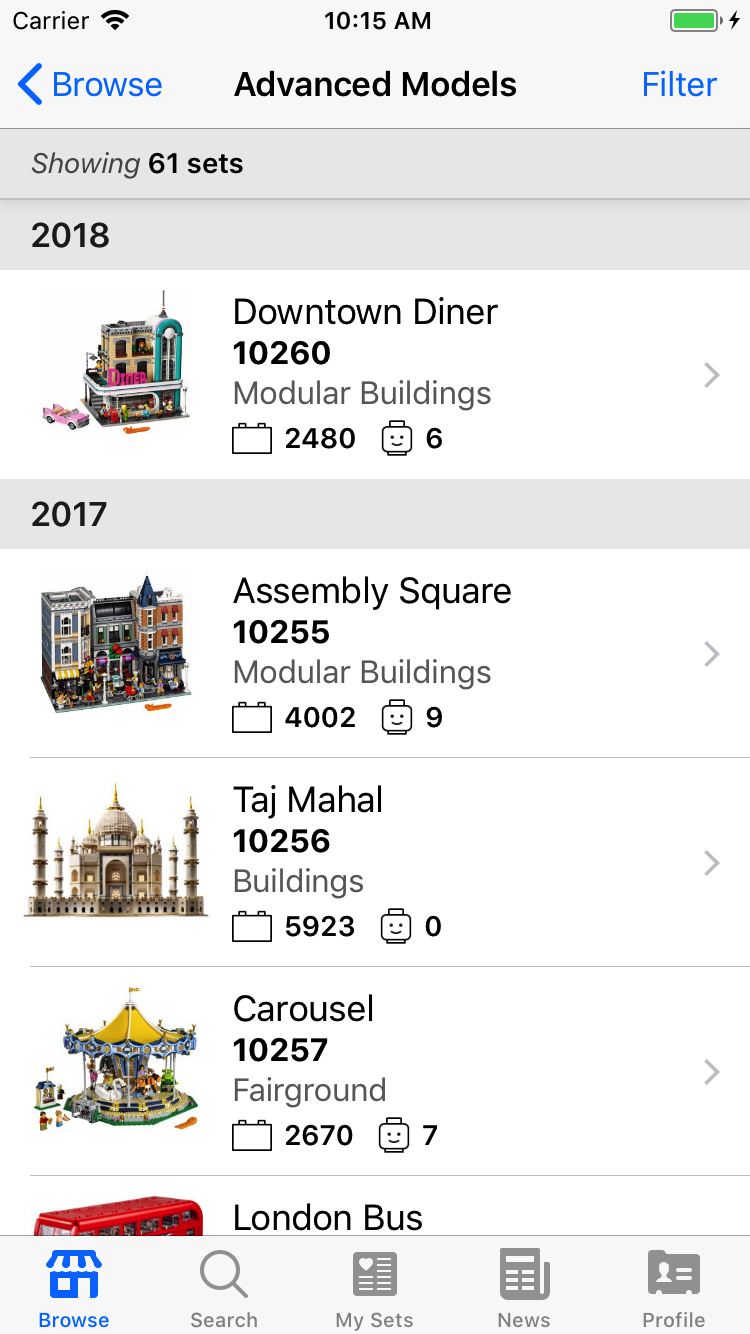 Carrier 10:15 AM
Browse Advanced Models Filter
Showing 61 sets
2018
DINER
Downtown Diner
10260
Modular Buildings
2480 6
2017
Assembly Square
10255
Modular Buildings
4002 9
Taj Mahal
10256
Buildings
5923 0
Carousel
10257
Fairground
2670 7
London Bus
Browse Search My Sets News Profile